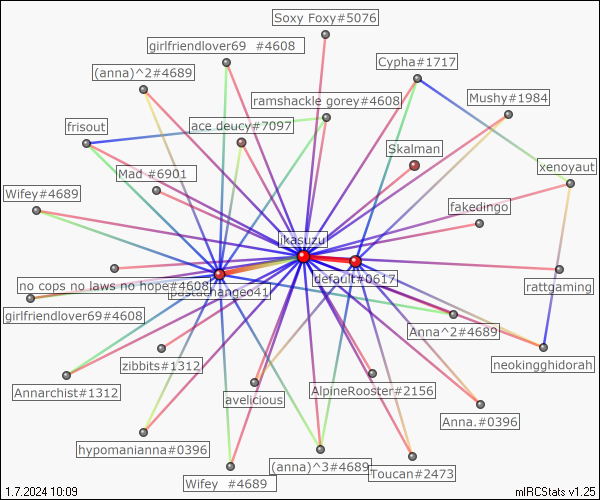 Soxy Foxy#5076
girlfriendlover69 #4608
Cypha#1717
(anna)^2#4689
Mushy#1984
ramshackle gorey#4608
frisout
ace deucy#7097
Skalman
xenoyaut
Mad #6901
Wifey#4689
fakedingo
ikasuzu
default#0617
no cops no laws no hope#4608
pastachangeo41
rattgaming
girlfriendlover69#4608
Anna^2#4689
zibbits#1312
neokingghidorah
Annarchist#1312
AlpineRooster#2156
avelicious
Anna.#0396
hypomanianna#0396
(anna)^3#4689
Toucan#2473
Wifey #4689
1.7.2024 10:09
mIRCStats v1.25